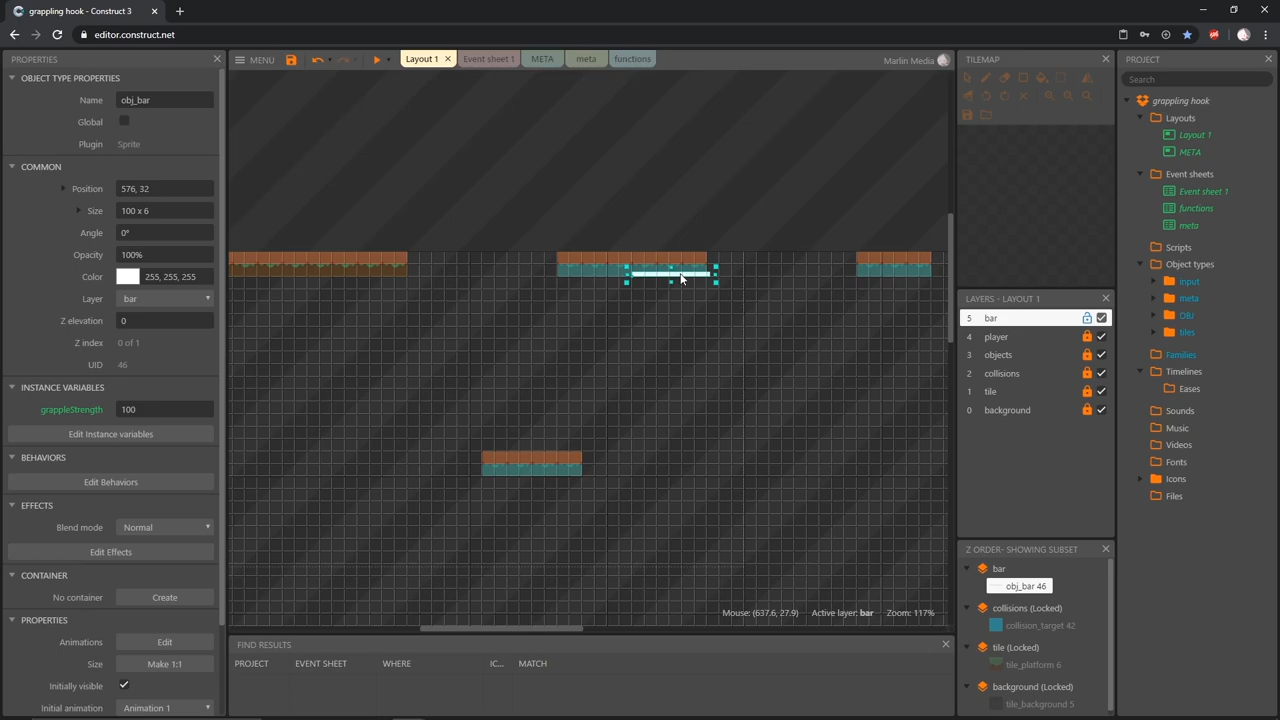 grappling hook - Construct 3
editor.construct.net
PROPERTIES
OBJECT TYPE PROPERTIES
Name obj_bar
Global
Plugin Sprite
COMMON
Position 576, 32
Size 100 x 6
Angle 0°
Opacity 100%
Color 255, 255, 255
Layer bar
Z elevation 0
Z index 0 of 1
UID 46
INSTANCE VARIABLES
grappleStrength 100
Edit Instance variables
BEHAVIORS
Edit Behaviors
EFFECTS
Blend mode Normal
Edit Effects
CONTAINER
No container Create
PROPERTIES
Animations Edit
Size Make 1:1
Initially visible
Initial animation Animation 1
MENU
Layout 1 Event sheet 1 META meta functions
Marlin Media
Mouse: (637.6, 27.9) Active layer: bar Zoom: 117%
FIND RESULTS
PROJECT EVENT SHEET WHERE IC... MATCH
TILEMAP
LAYERS - LAYOUT 1
5 bar
4 player
3 objects
2 collisions
1 tile
0 background
Z ORDER- SHOWING SUBSET
bar
obj_bar 46
collisions (Locked)
collision_target 42
tile (Locked)
tile_platform 6
background (Locked)
tile_background 5
PROJECT
Search
grappling hook
Layouts
Layout 1
META
Event sheets
Event sheet 1
functions
meta
Scripts
Object types
input
meta
OBJ
tiles
Families
Timelines
Eases
Sounds
Music
Videos
Fonts
Icons
Files